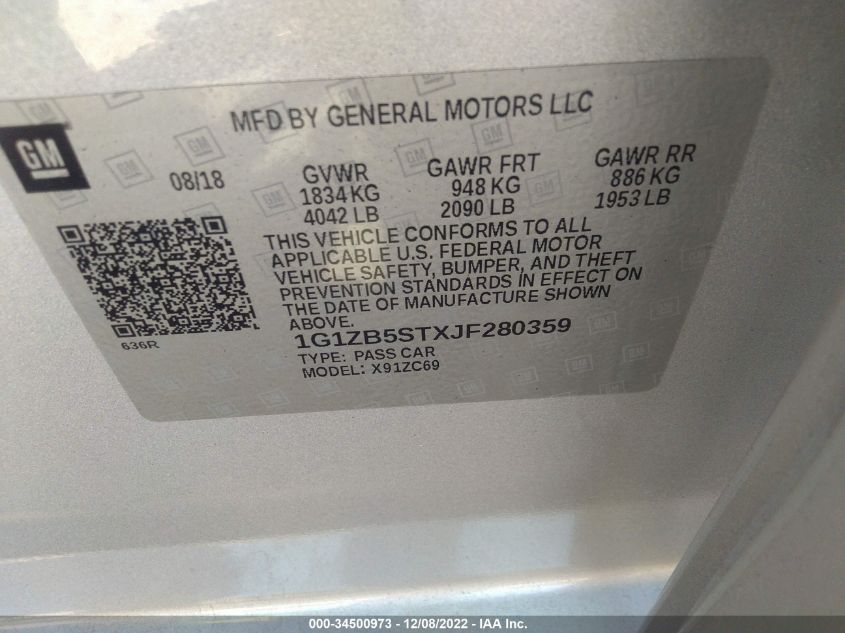 MFD BY GENERAL MOTORS LLC
GM
08/18
GVWR
1834 KG
4042 LB
GAWR FRT
948 KG
2090 LB
GAWR RR
886 KG
1953 LB
THIS VEHICLE CONFORMS TO ALL
APPLICABLE U.S. FEDERAL MOTOR
VEHICLE SAFETY, BUMPER, AND THEFT
PREVENTION STANDARDS IN EFFECT ON
THE DATE OF MANUFACTURE SHOWN
ABOVE.
636R
1G1ZB5STXJF280359
TYPE: PASS CAR
MODEL: X91ZC69
000-34500973 - 12/08/2022 - IAA Inc.